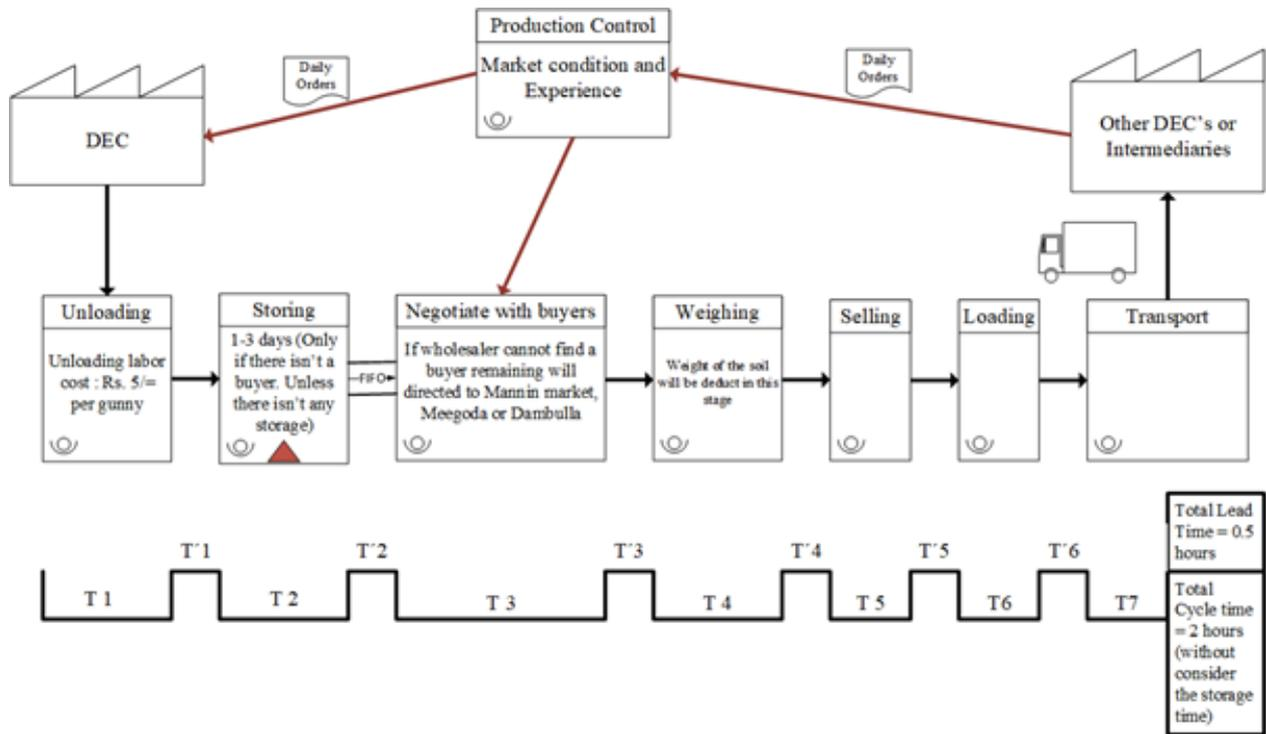 Production Control
Market condition and
Experience
Daily
Orders
Daily
Orders
DEC
Other DEC's or
Intermediaries
Unloading
Unloading labor
cost : Rs. 5/=
per gunny
Storing
1-3 days (Only
if there isn't a
buyer. Unless
there isn't any
storage)
FIFO
Negotiate with buyers
If wholesaler cannot find a
buyer remaining will
directed to Mannin market,
Meegoda or Dambulla
Weighing
Weight of the soil
will be deduct in this
stage
Selling
Loading
Transport
T´1
T´2
T´3
T´4
T´5
T´6
T 1
T 2
T 3
T 4
T 5
T6
T7
Total Lead
Time = 0.5
hours
Total
Cycle time
= 2 hours
(without
consider
the storage
time)